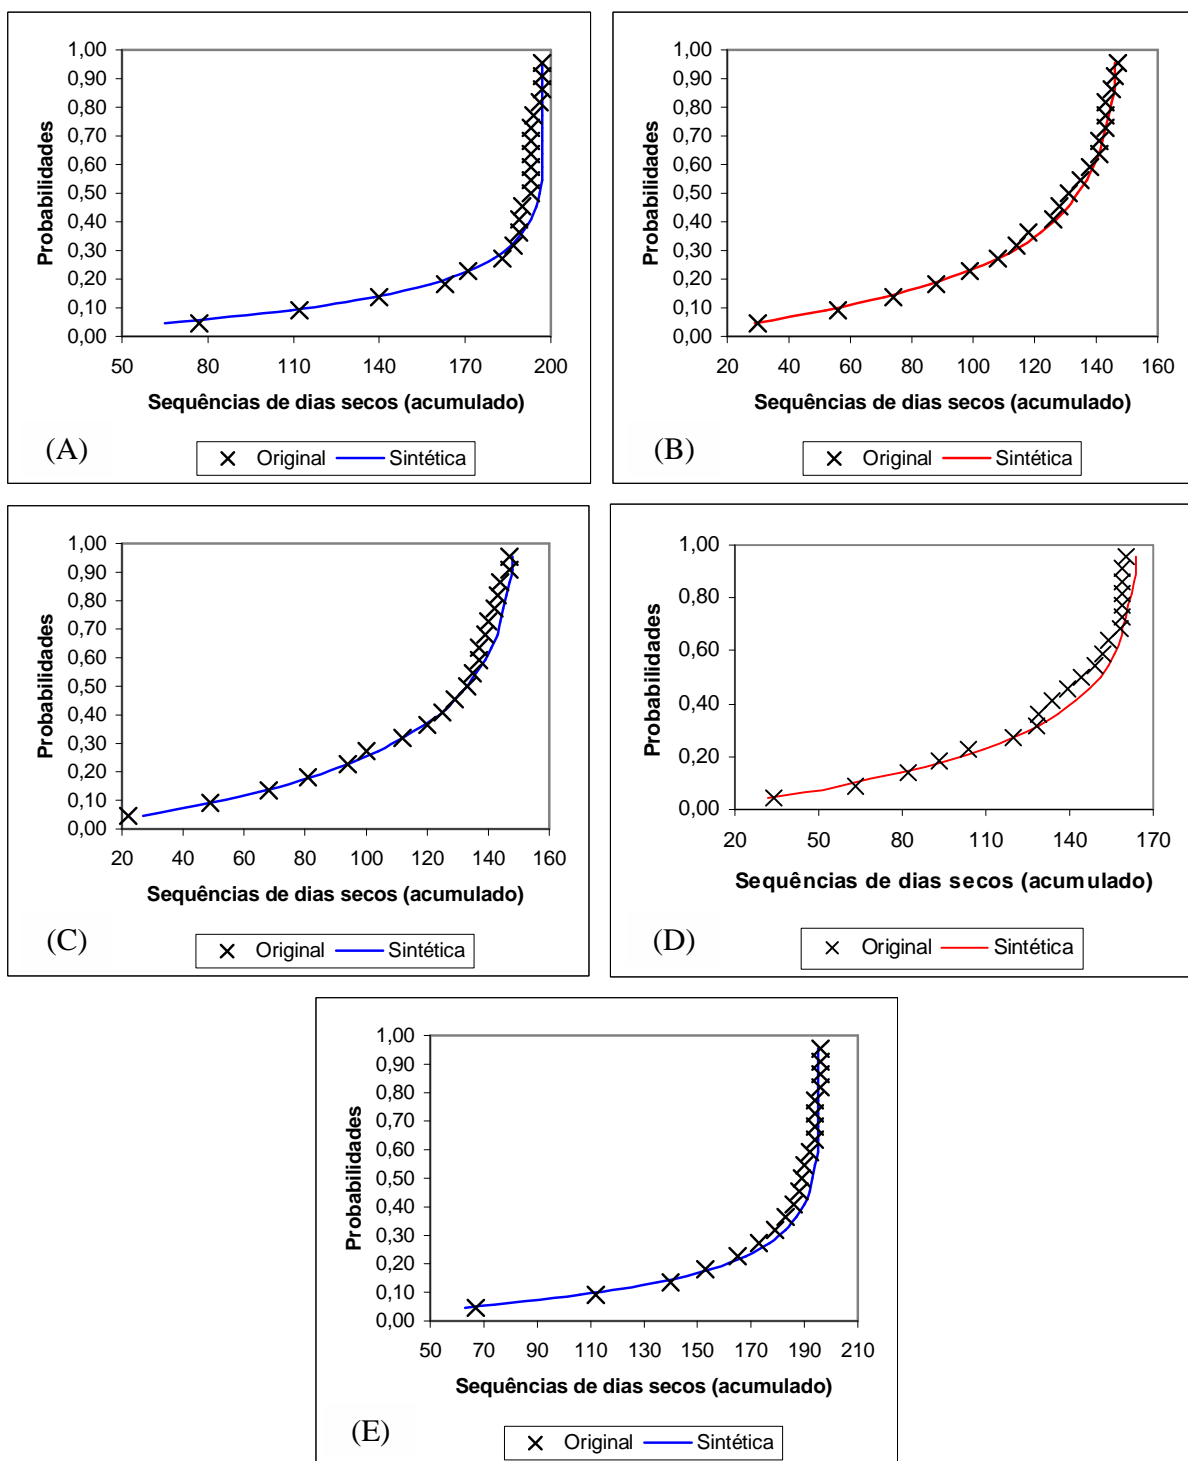 1,00
0,90
0,80
0,70
0,60
0,50
0,40
0,30
0,20
0,10
0,00
Probabilidades
50 80 110 140 170 200
Sequências de dias secos (acumulado)
(A)
Original Sintética
1,00
0,90
0,80
0,70
0,60
0,50
0,40
0,30
0,20
0,10
0,00
Probabilidades
20 40 60 80 100 120 140 160
Sequências de dias secos (acumulado)
(B)
Original Sintética
1,00
0,90
0,80
0,70
0,60
0,50
0,40
0,30
0,20
0,10
0,00
Probabilidades
20 40 60 80 100 120 140 160
Sequências de dias secos (acumulado)
(C)
Original Sintética
1,00
0,80
0,60
0,40
0,20
0,00
Probabilidades
20 50 80 110 140 170
Sequências de dias secos (acumulado)
(D)
Original Sintética
1,00
0,90
0,80
0,70
0,60
0,50
0,40
0,30
0,20
0,10
0,00
Probabilidades
50 70 90 110 130 150 170 190 210
Sequências de dias secos (acumulado)
(E)
Original Sintética